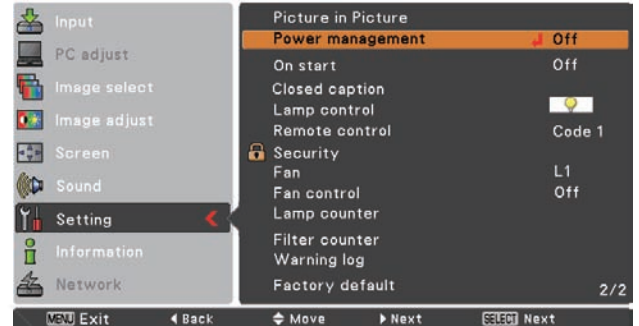 Input
PC adjust
Image select
Image adjust
Screen
Sound
Setting
Information
Network
Picture in Picture
Power management Off
On start Off
Closed caption
Lamp control
Remote control Code 1
Security
Fan L1
Fan control Off
Lamp counter
Filter counter
Warning log
Factory default
2/2
MENU Exit Back Move Next SELECT Next